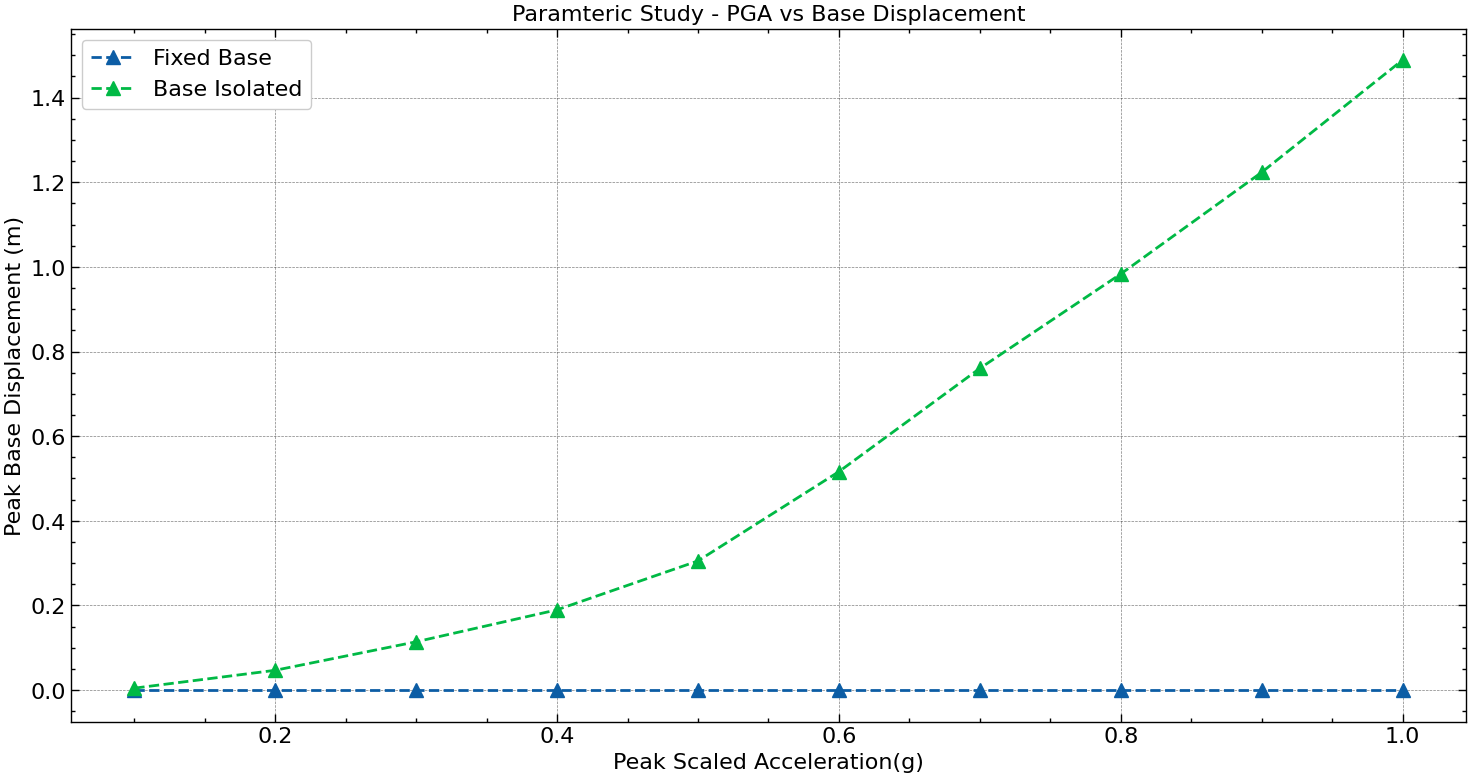 Paramteric Study - PGA vs Base Displacement
Fixed Base
Base Isolated
Peak Base Displacement (m)
1.4
1.2
1.0
0.8
0.6
0.4
0.2
0.0
0.2 0.4 0.6 0.8 1.0
Peak Scaled Acceleration(g)